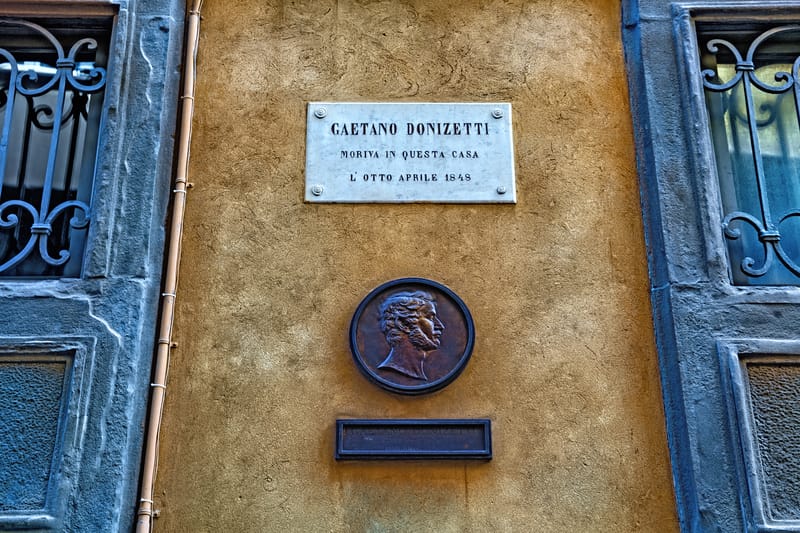 GAETANO DONIZETTI
MORIVA IN QUESTA CASA
L' OTTO APRILE 1848